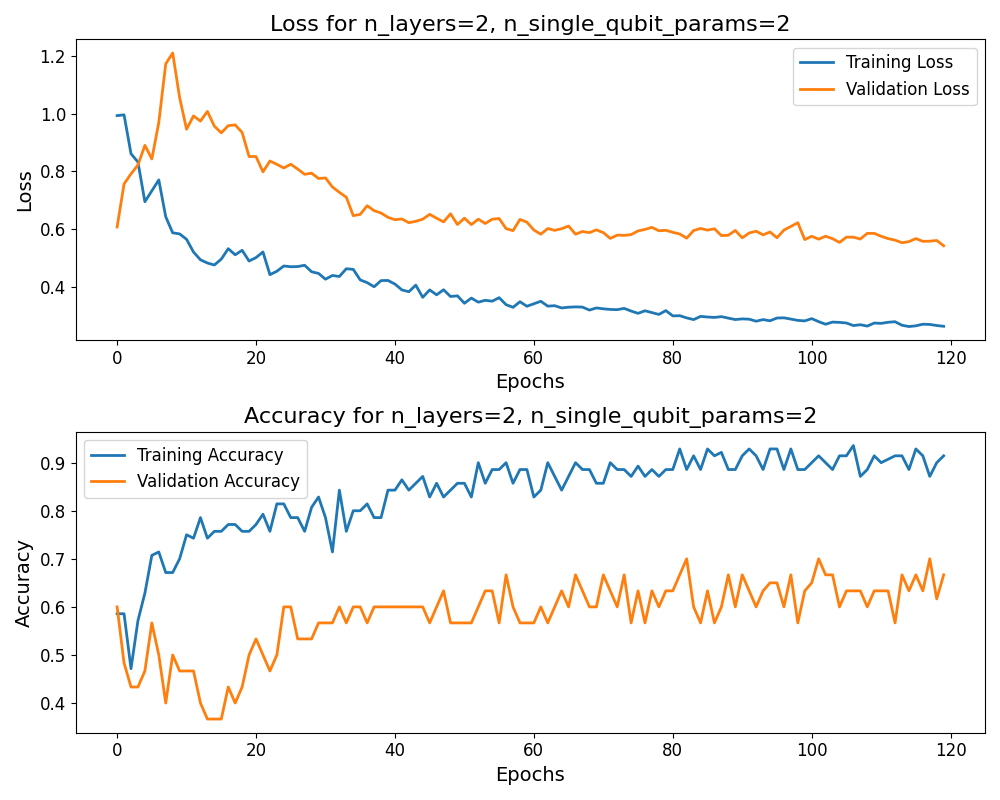 Loss for n_layers=2, n_single_qubit_params=2
1.2
1.0
0.8
0.6
0.4
Loss
Training Loss
Validation Loss
0 20 40 60 80 100 120
Epochs
Accuracy for n_layers=2, n_single_qubit_params=2
0.9
0.8
0.7
0.6
0.5
0.4
Accuracy
Training Accuracy
Validation Accuracy
0 20 40 60 80 100 120
Epochs